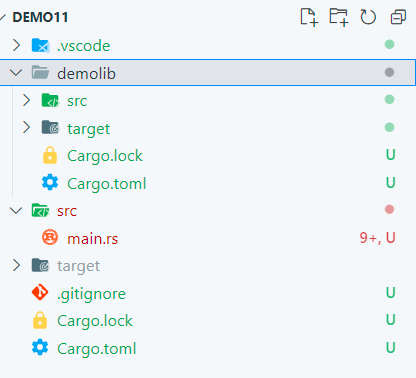 DEMO11
.vscode
demolib
src
target
Cargo.lock U
Cargo.toml U
src
main.rs 9+, U
target
.gitignore U
Cargo.lock U
Cargo.toml U